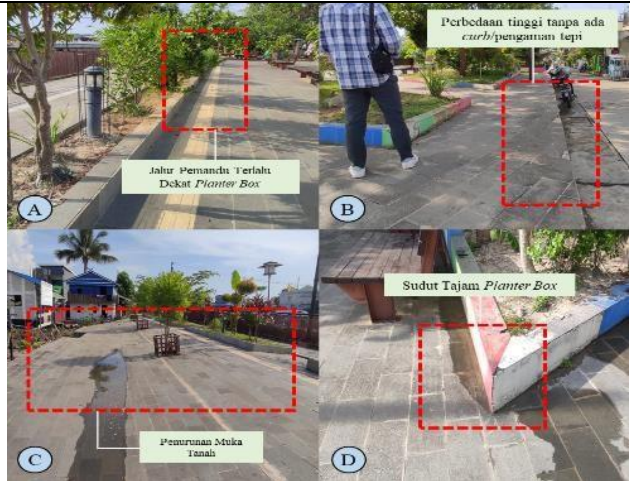 Jalur Pemandu Terlalu
Dekat Planter Box
A
Perbedaan tinggi tanpa ada
curb/pengaman tepi
B
Penurunan Muka
Tanah
C
Sudut Tajam Planter Box
D